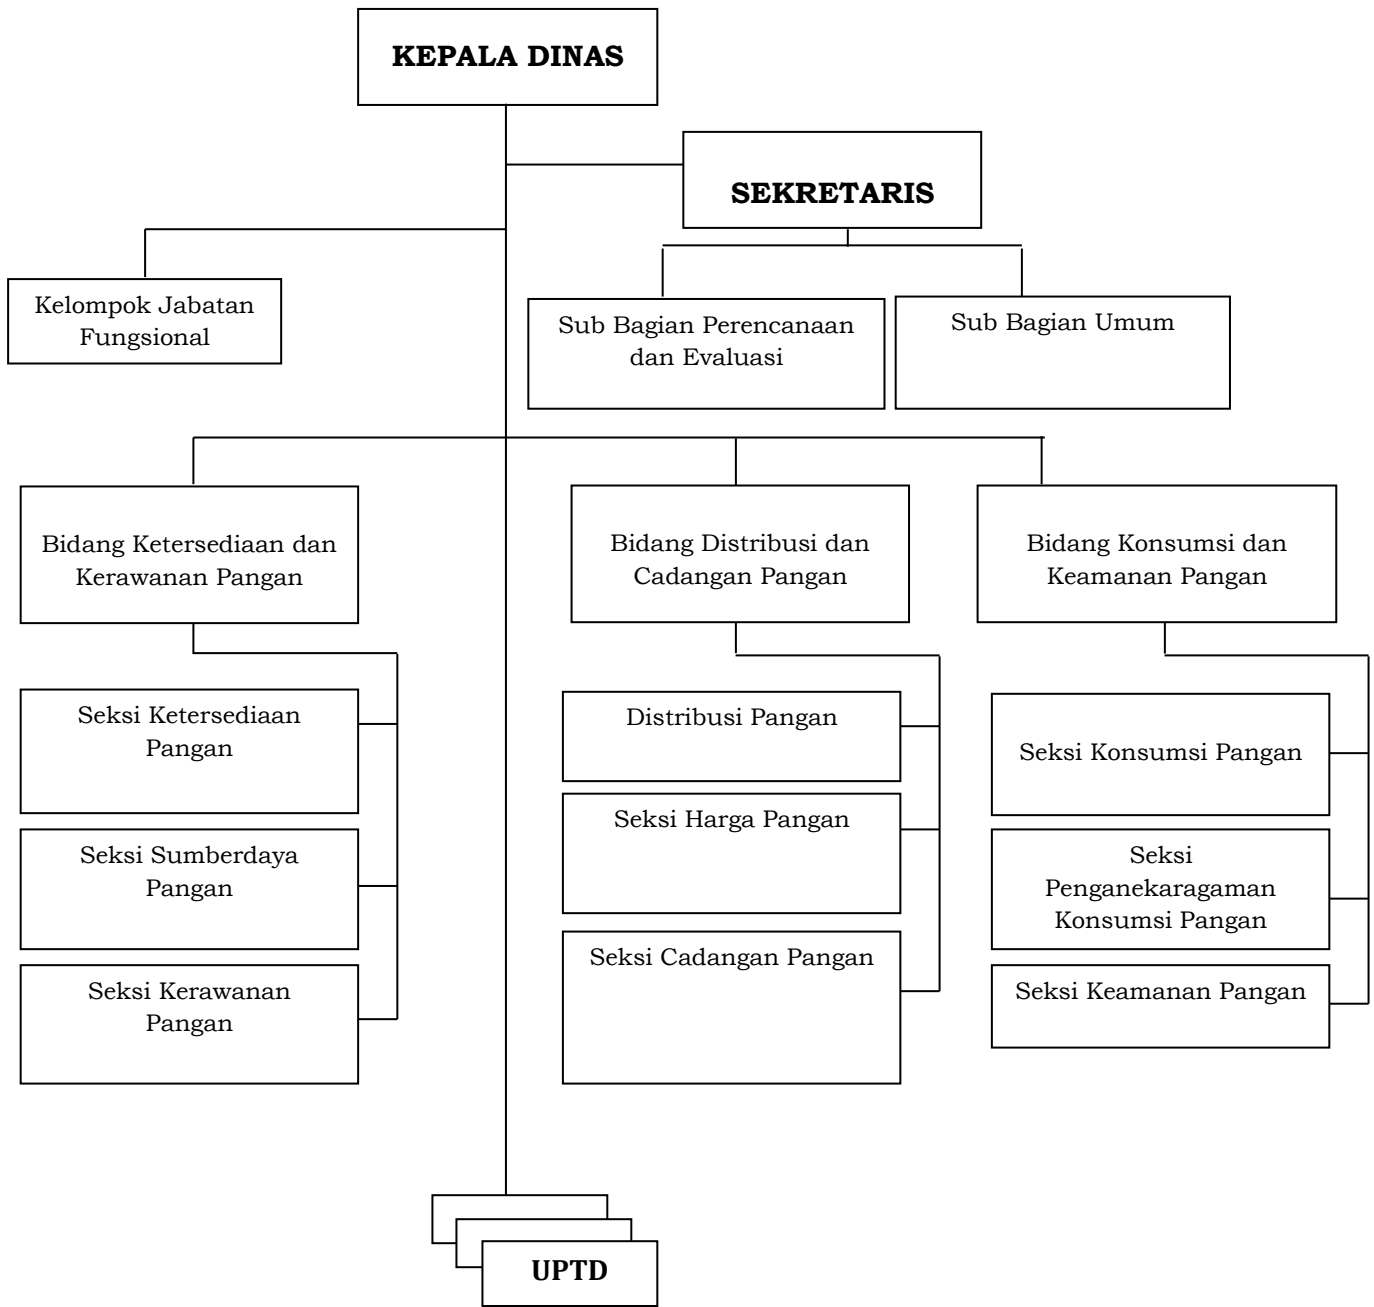 KEPALA DINAS
SEKRETARIS
Kelompok Jabatan
Fungsional
Sub Bagian Perencanaan
dan Evaluasi
Sub Bagian Umum
Bidang Ketersediaan dan
Kerawanan Pangan
Bidang Distribusi dan
Cadangan Pangan
Bidang Konsumsi dan
Keamanan Pangan
Seksi Ketersediaan
Pangan
Seksi Sumberdaya
Pangan
Seksi Kerawanan
Pangan
Distribusi Pangan
Seksi Harga Pangan
Seksi Cadangan Pangan
Seksi Konsumsi Pangan
Seksi
Penganekaragaman
Konsumsi Pangan
Seksi Keamanan Pangan
UPTD